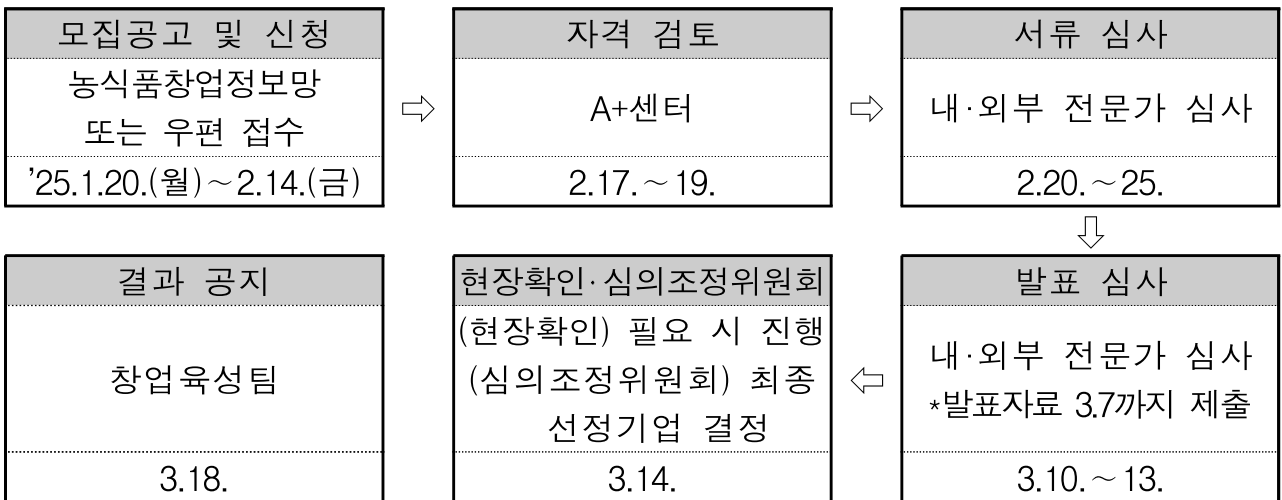 모집공고 및 신청
농식품창업정보망
또는 우편 접수
’25.1.20.(월)~2.14.(금)
자격 검토
A+센터
2.17.~19.
서류 심사
내·외부 전문가 심사
2.20.~25.
발표 심사
내·외부 전문가 심사
*발표자료 3.7까지 제출
3.10.~13.
현장확인·심의조정위원회
(현장확인) 필요 시 진행
(심의조정위원회) 최종
선정기업 결정
3.14.
결과 공지
창업육성팀
3.18.